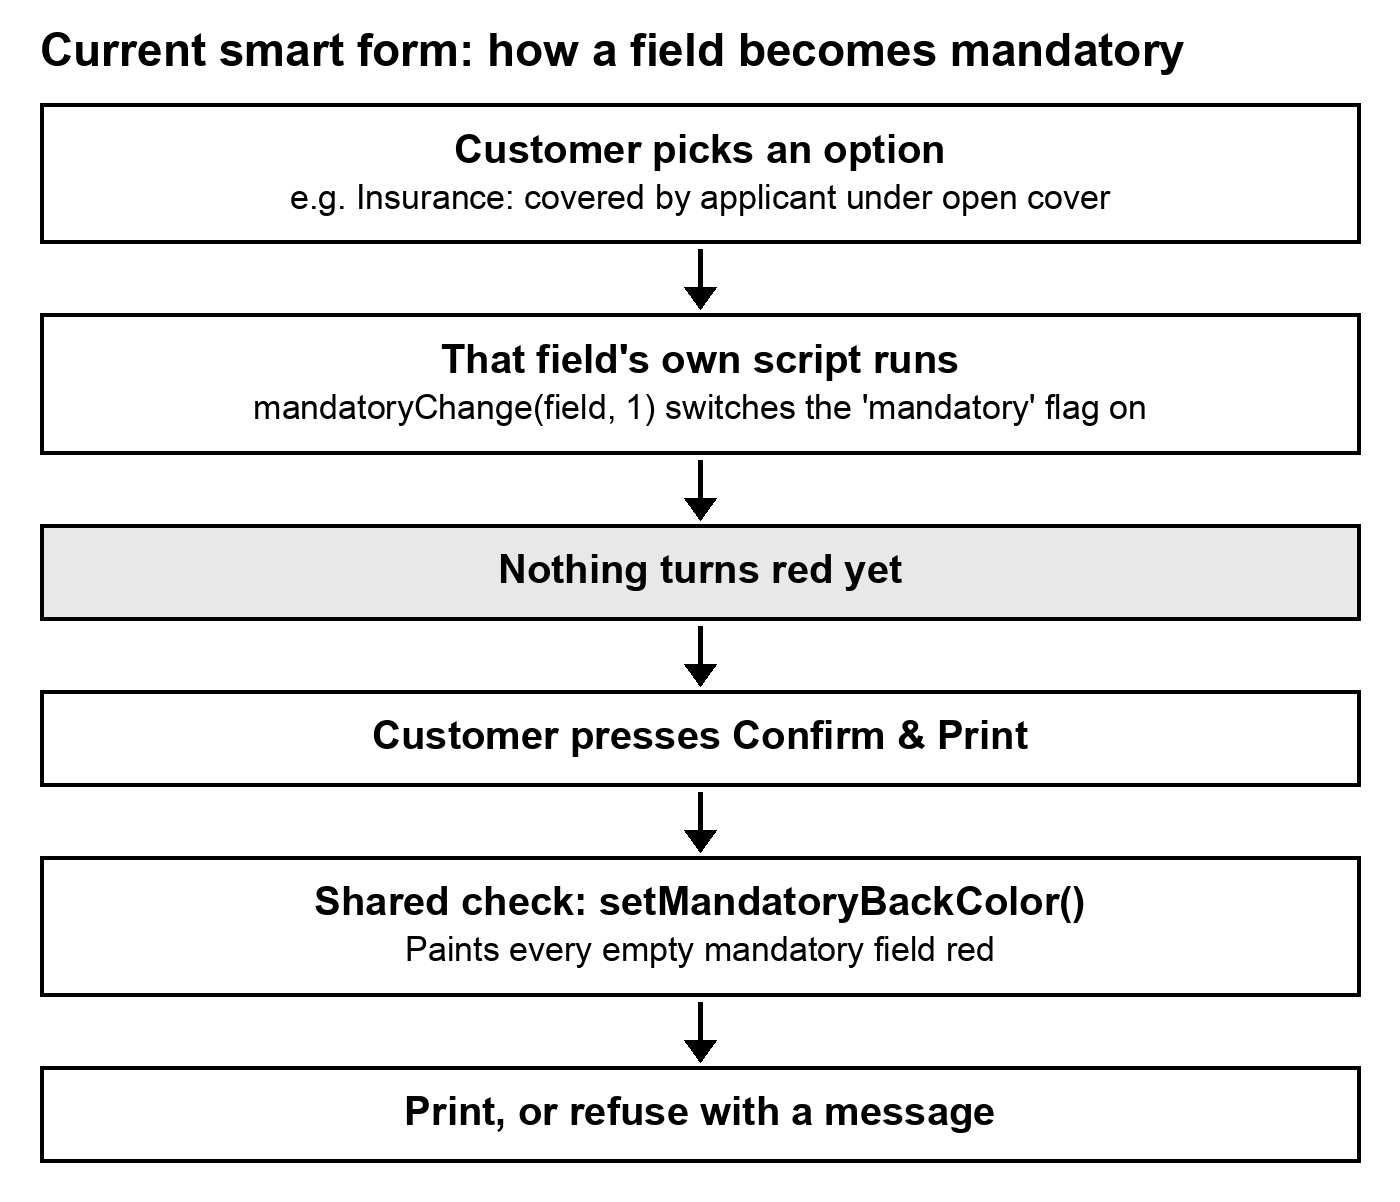 Current smart form: how a field becomes mandatory
Customer picks an option
e.g. Insurance: covered by applicant under open cover
That field's own script runs
mandatoryChange(field, 1) switches the 'mandatory' flag on
Nothing turns red yet
Customer presses Confirm & Print
Shared check: setMandatoryBackColor()
Paints every empty mandatory field red
Print, or refuse with a message